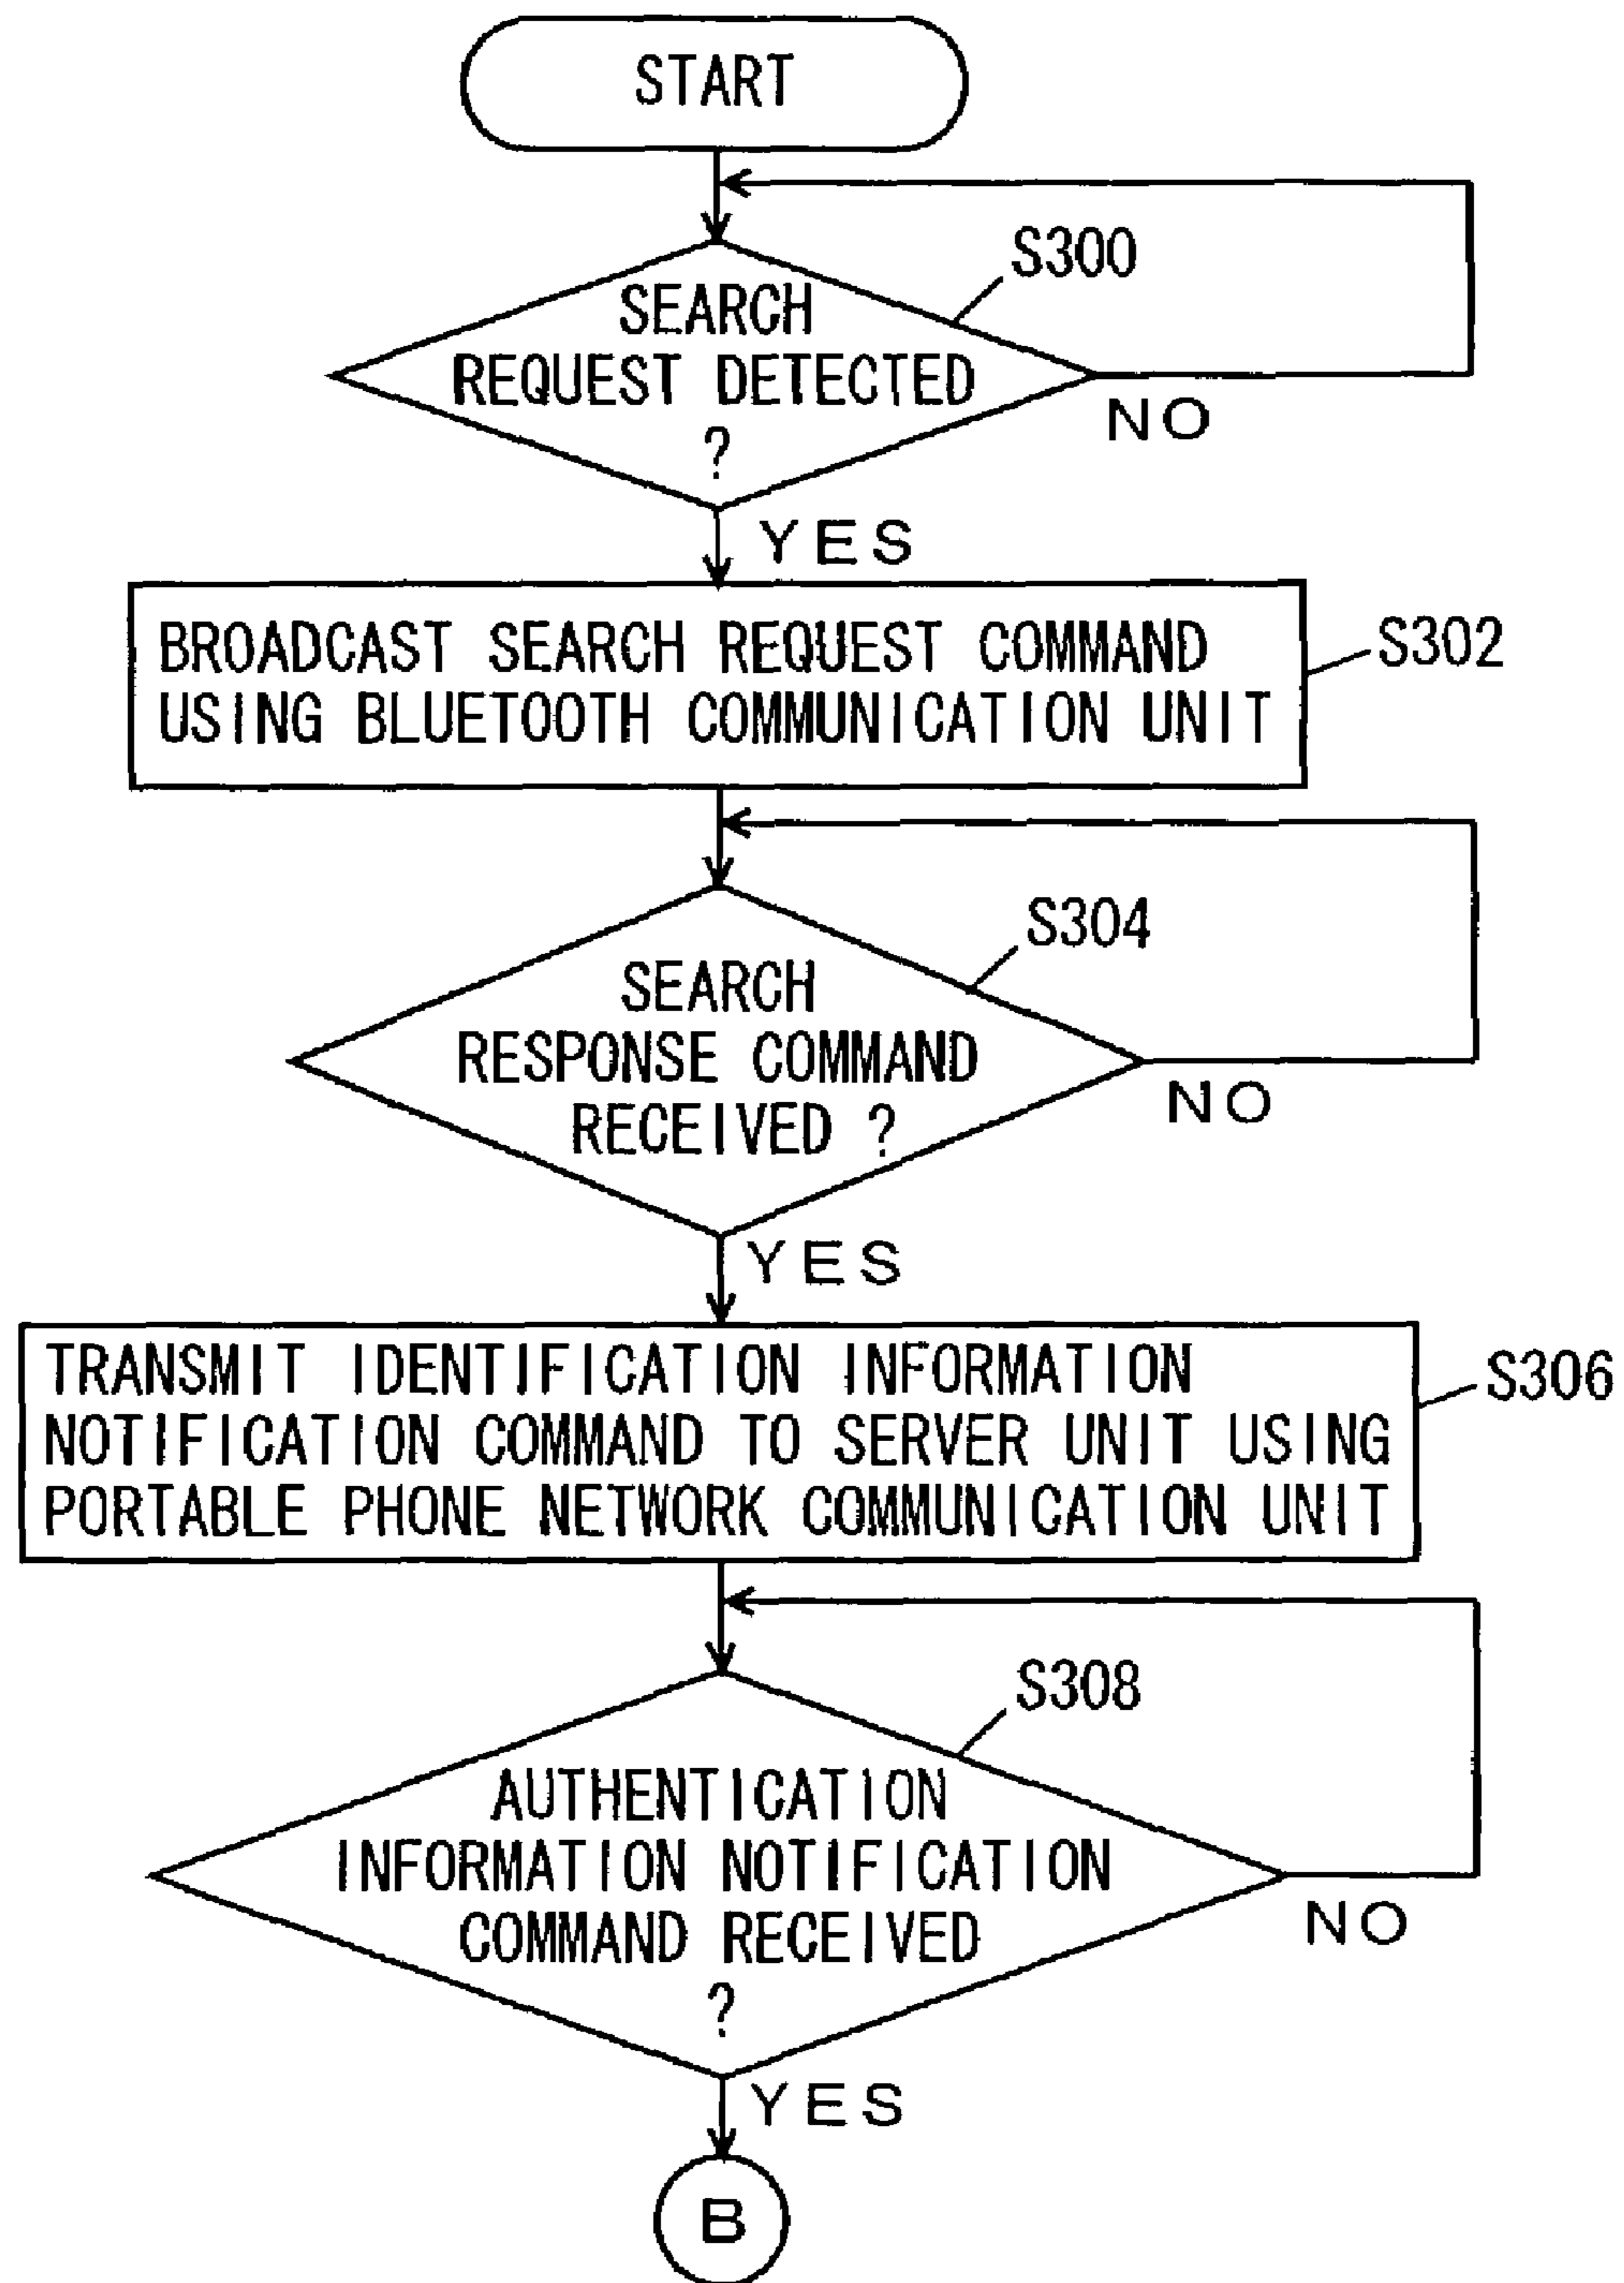 START
S300
SEARCH
REQUEST DETECTED
?
NO
YES
BROADCAST SEARCH REQUEST COMMAND
USING BLUETOOTH COMMUNICATION UNIT
S302
S304
SEARCH
RESPONSE COMMAND
RECEIVED ?
NO
YES
TRANSMIT IDENTIFICATION INFORMATION
NOTIFICATION COMMAND TO SERVER UNIT USING
PORTABLE PHONE NETWORK COMMUNICATION UNIT
S306
S308
AUTHENTICATION
INFORMATION NOTIFICATION
COMMAND RECEIVED
?
NO
YES
B